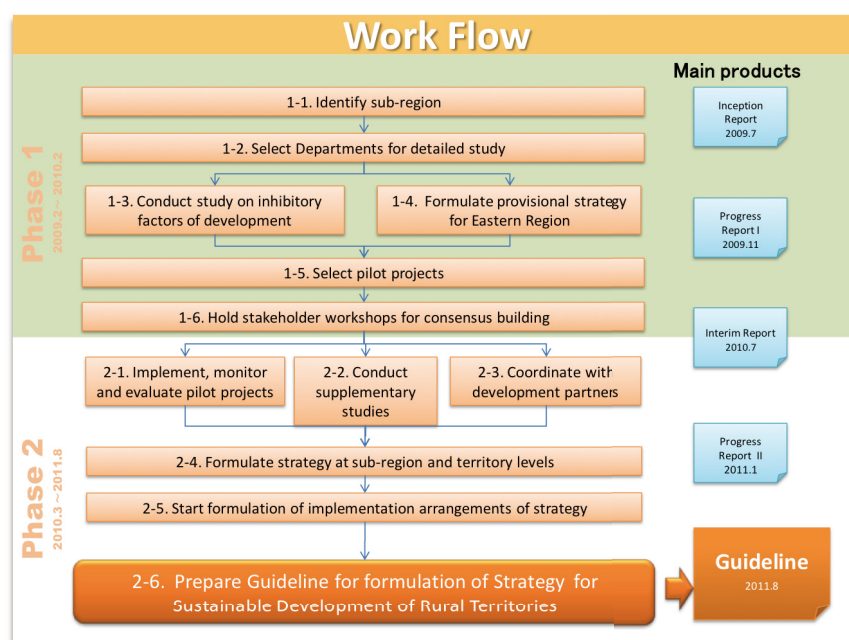 Work Flow
Main products
Phase 1
2009.2~ 2010.2
1-1. Identify sub-region
1-2. Select Departments for detailed study
1-3. Conduct study on inhibitory
factors of development
1-4. Formulate provisional strategy
for Eastern Region
1-5. Select pilot projects
1-6. Hold stakeholder workshops for consensus building
Inception
Report
2009.7
Progress
Report I
2009.11
Interim Report
2010.7
Phase 2
2010.3~2011.8
2-1. Implement, monitor
and evaluate pilot projects
2-2. Conduct
supplementary
studies
2-3. Coordinate with
development partners
2-4. Formulate strategy at sub-region and territory levels
2-5. Start formulation of implementation arrangements of strategy
2-6. Prepare Guideline for formulation of Strategy for
Sustainable Development of Rural Territories
Progress
Report II
2011.1
Guideline
2011.8